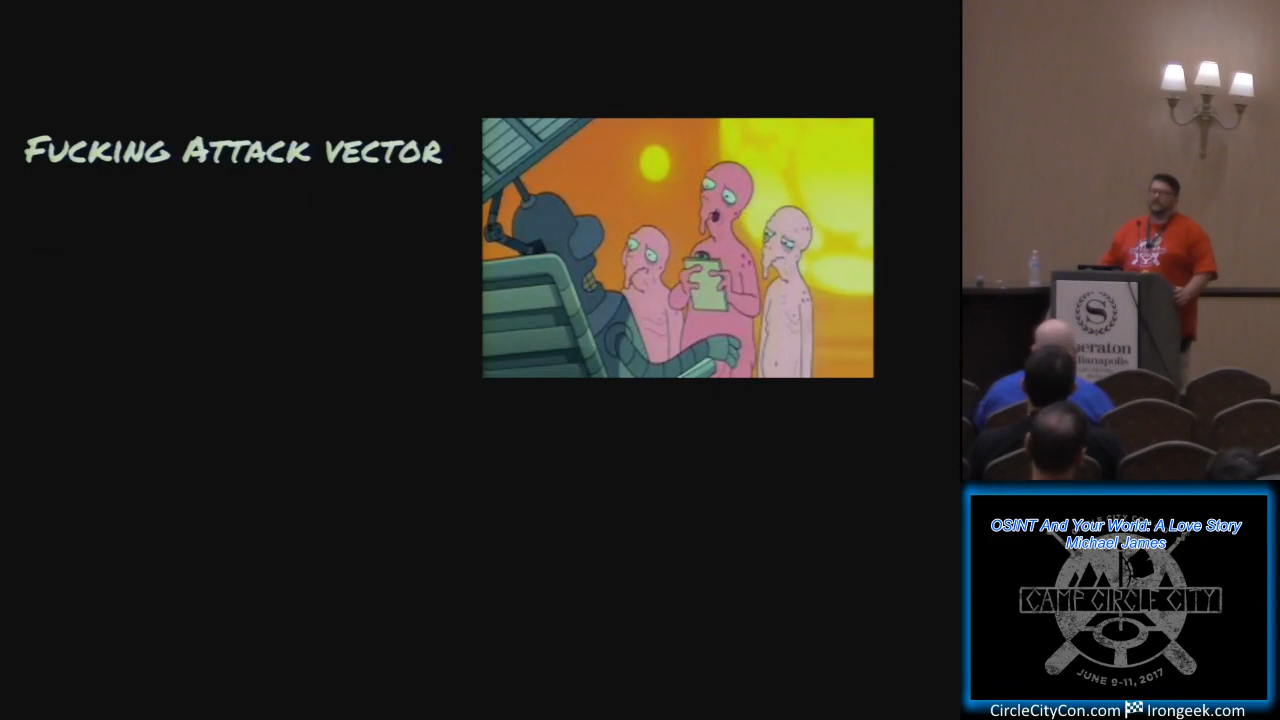 Fucking Attack vector
S
Sheraton
OSINT And Your World: A Love Story
Michael James
CAMP CIRCLE CITY
JUNE 9-11, 2017
CircleCityCon.com Irongeek.com